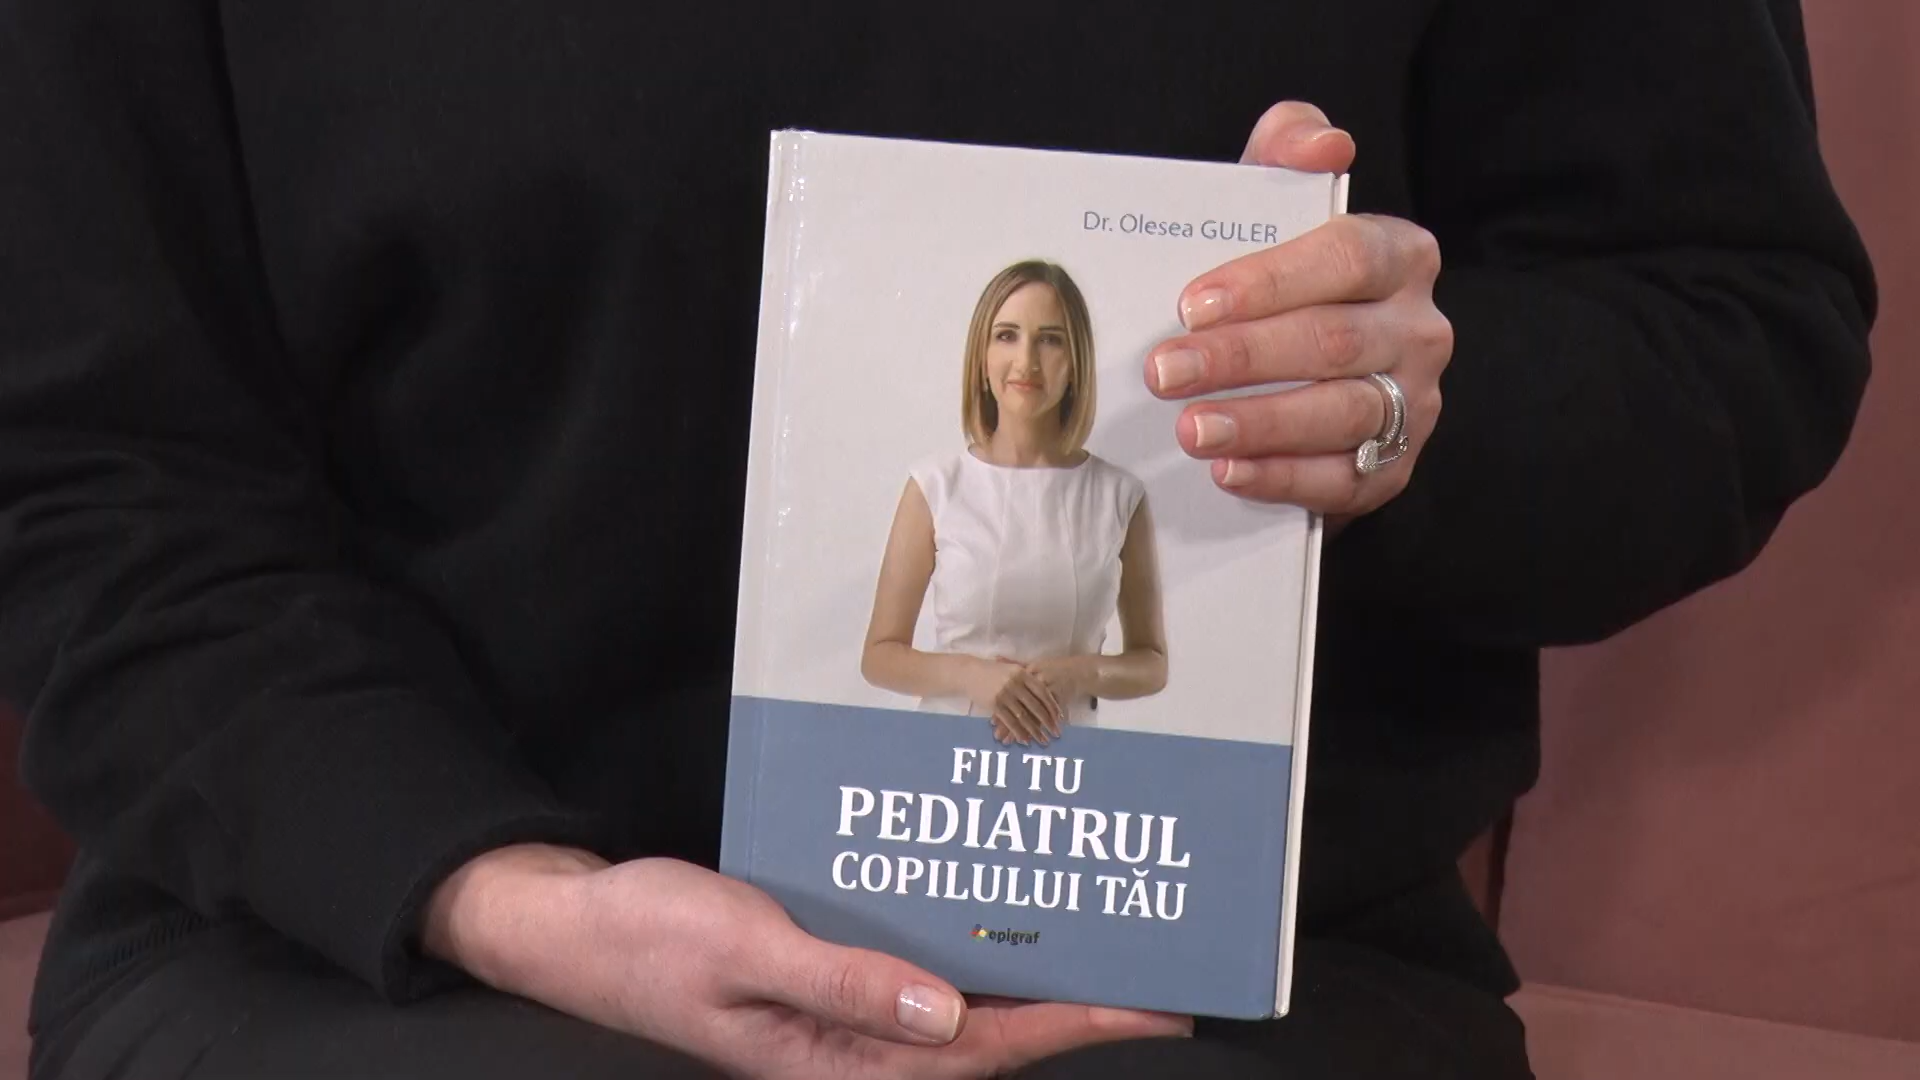 Dr. Olesea GULER
FII TU
PEDIATRUL
COPILULUI TĂU
epigraf